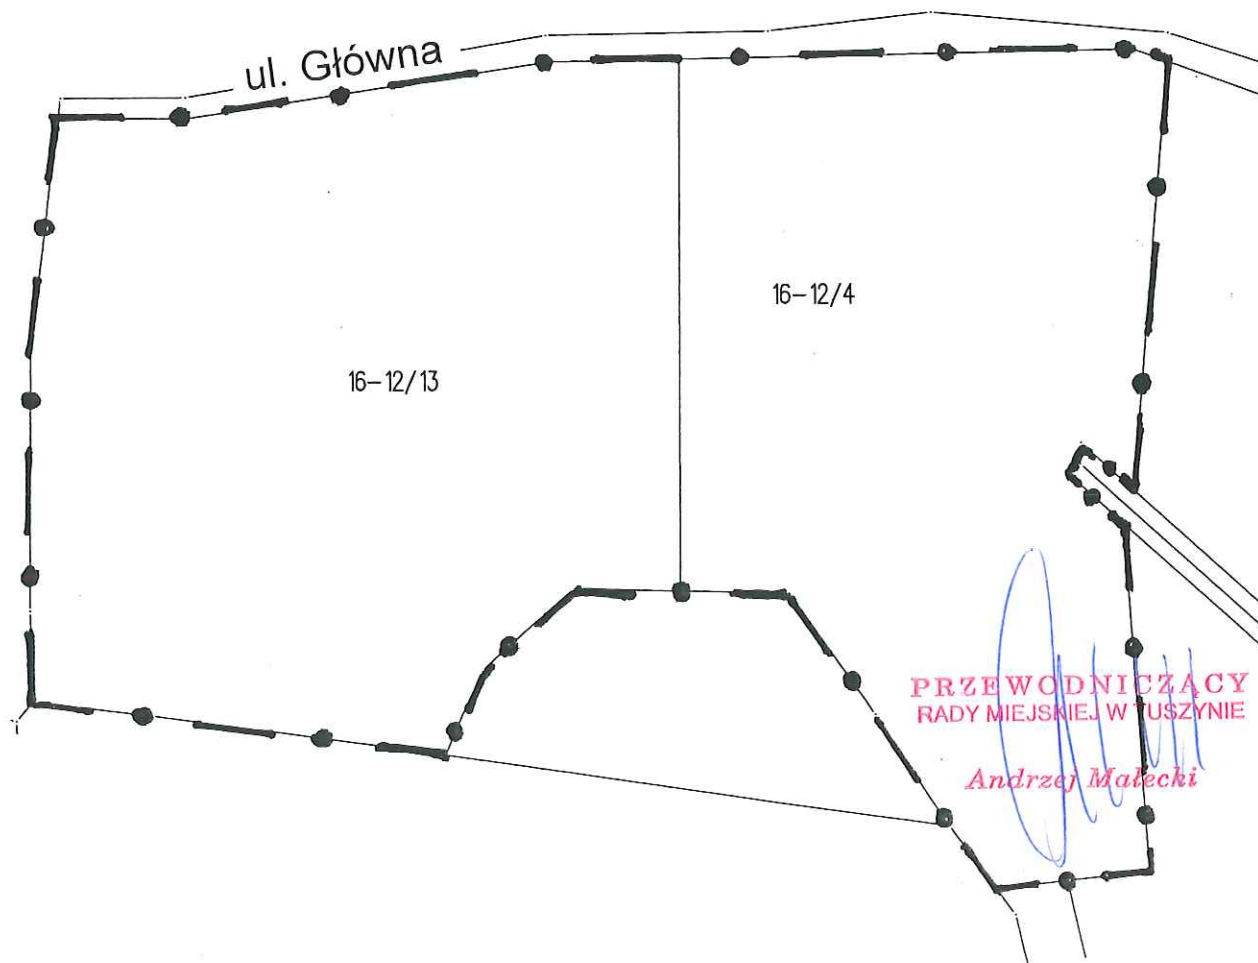 ul. Główna
16-12/4
16-12/13
PRZEWODNICZĄCY
RADY MIEJSKIEJ W TUSZYNIE
Andrzej Małecki